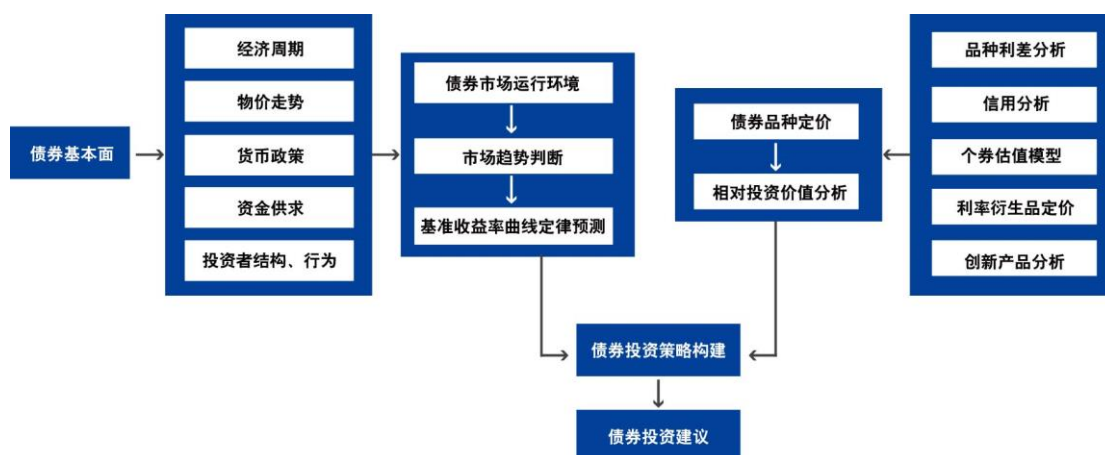 债券基本面
经济周期
物价走势
货币政策
资金供求
投资者结构、行为
债券市场运行环境
市场趋势判断
基准收益率曲线定律预测
债券品种定价
相对投资价值分析
品种利差分析
信用分析
个券估值模型
利率衍生品定价
创新产品分析
债券投资策略构建
债券投资建议